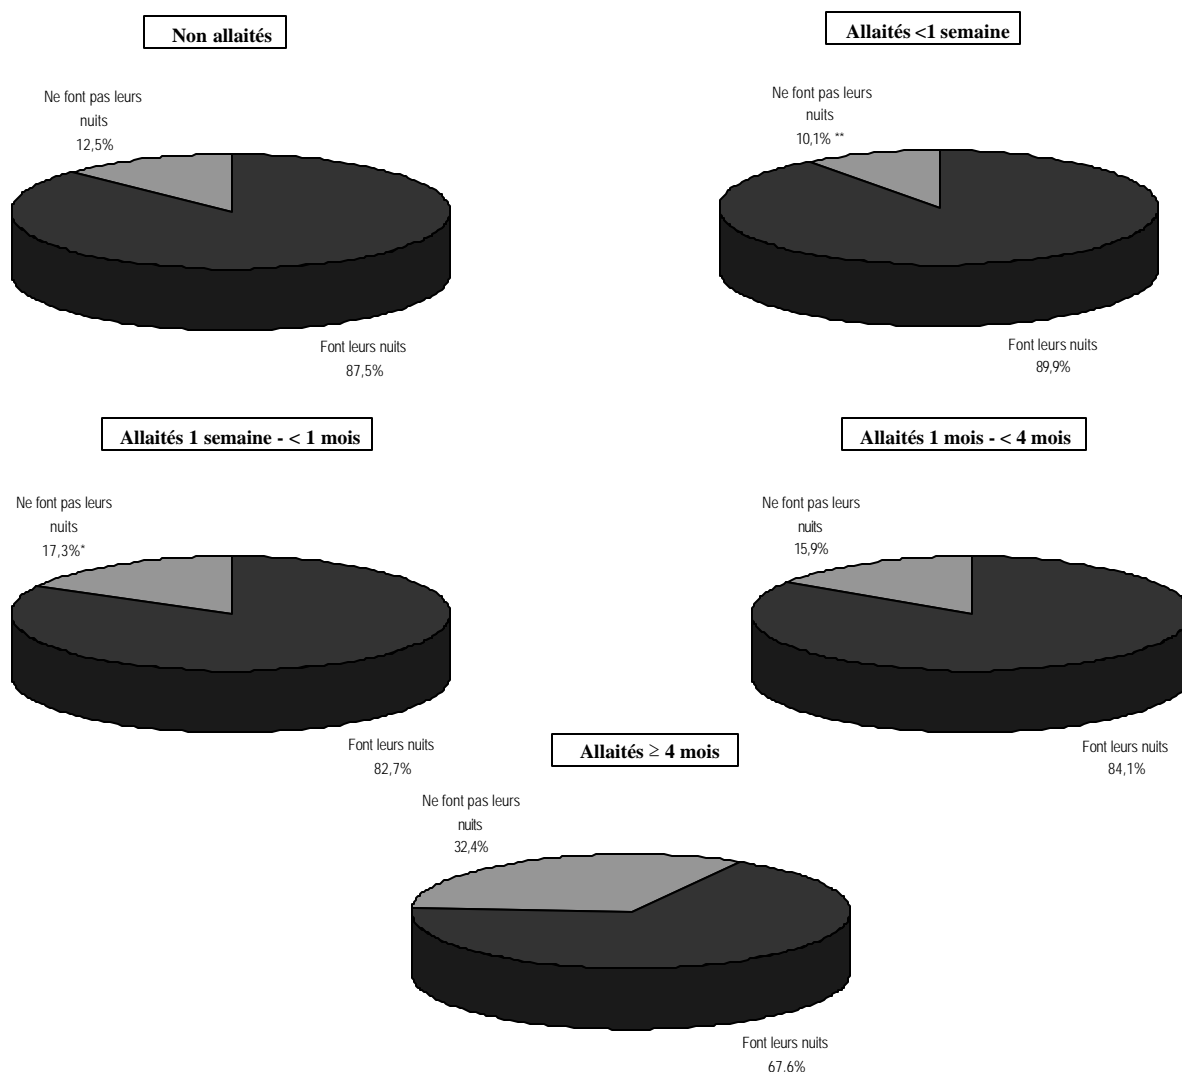 Non allaités
Ne font pas leurs
nuits
12,5%
Font leurs nuits
87,5%
Allaités <1 semaine
Ne font pas leurs
nuits
10,1% **
Font leurs nuits
89,9%
Allaités 1 semaine - < 1 mois
Ne font pas leurs
nuits
17,3%*
Font leurs nuits
82,7%
Allaités 1 mois - < 4 mois
Ne font pas leurs
nuits
15,9%
Font leurs nuits
84,1%
Allaités ≥ 4 mois
Ne font pas leurs
nuits
32,4%
Font leurs nuits
67,6%